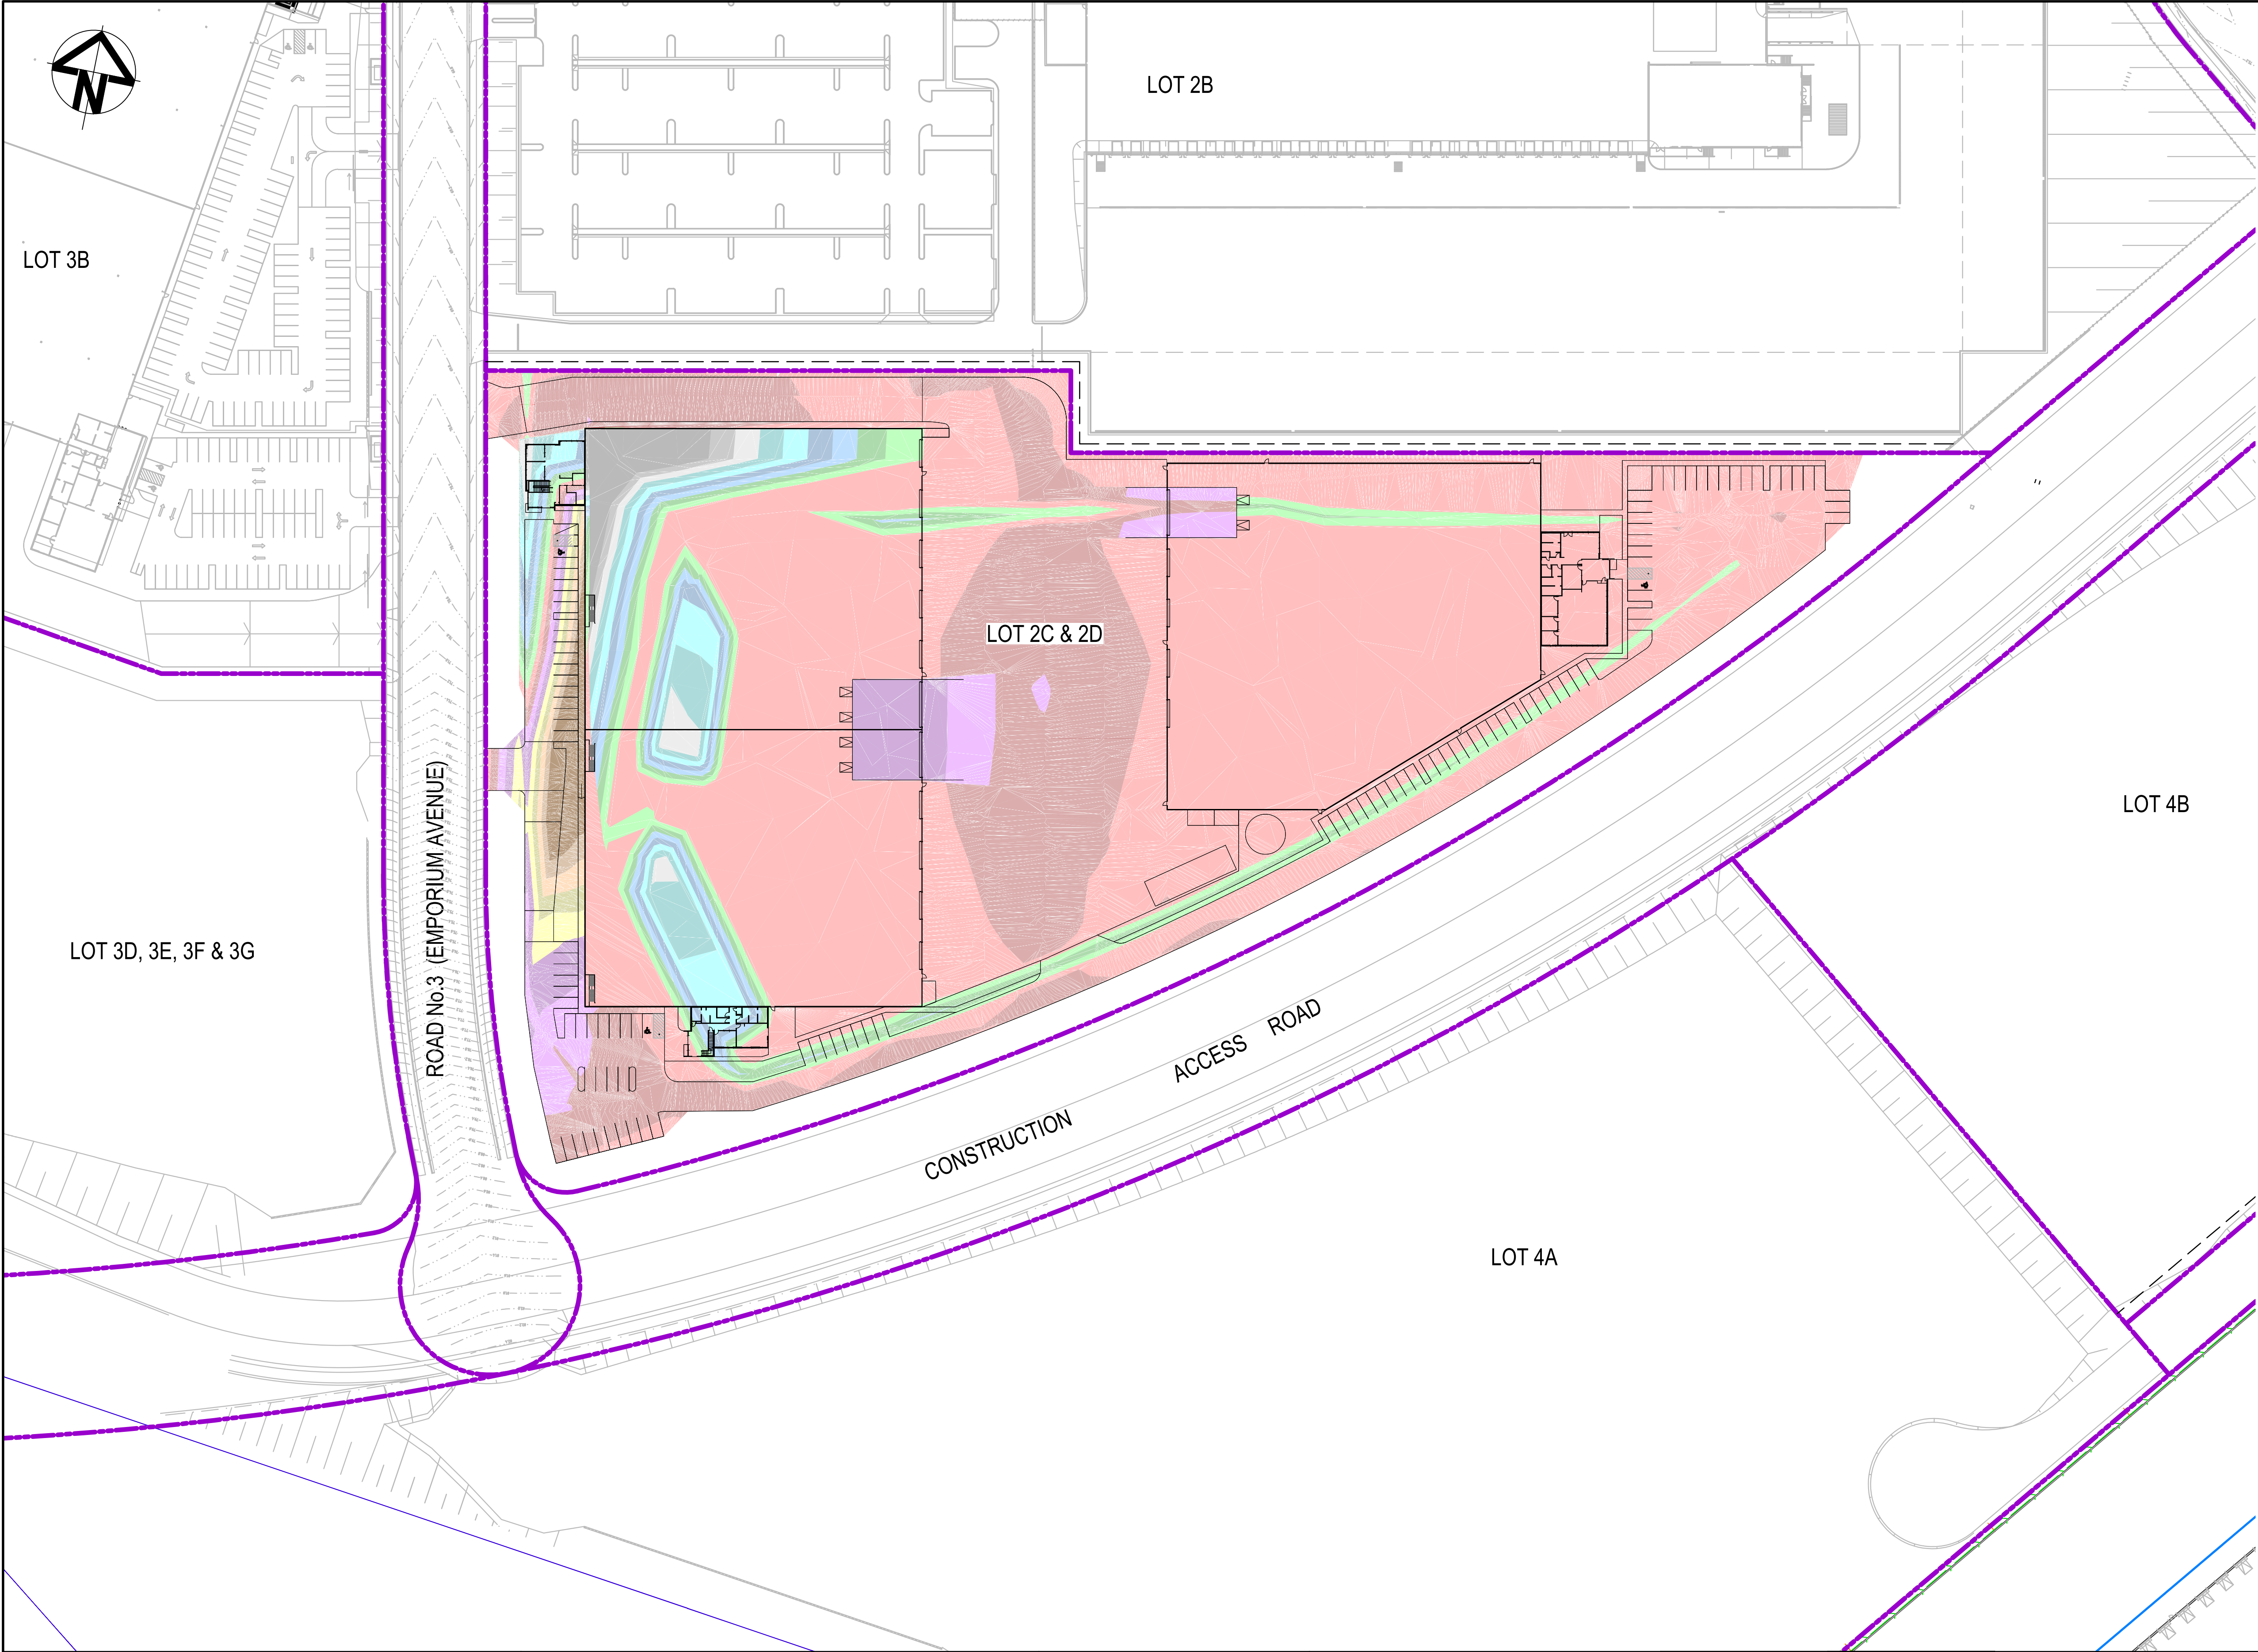 N
LOT 2B
LOT 3B
LOT 2C & 2D
LOT 4B
ROAD No.3 (EMPORIUM AVENUE)
LOT 3D, 3E, 3F & 3G
CONSTRUCTION ACCESS ROAD
LOT 4A